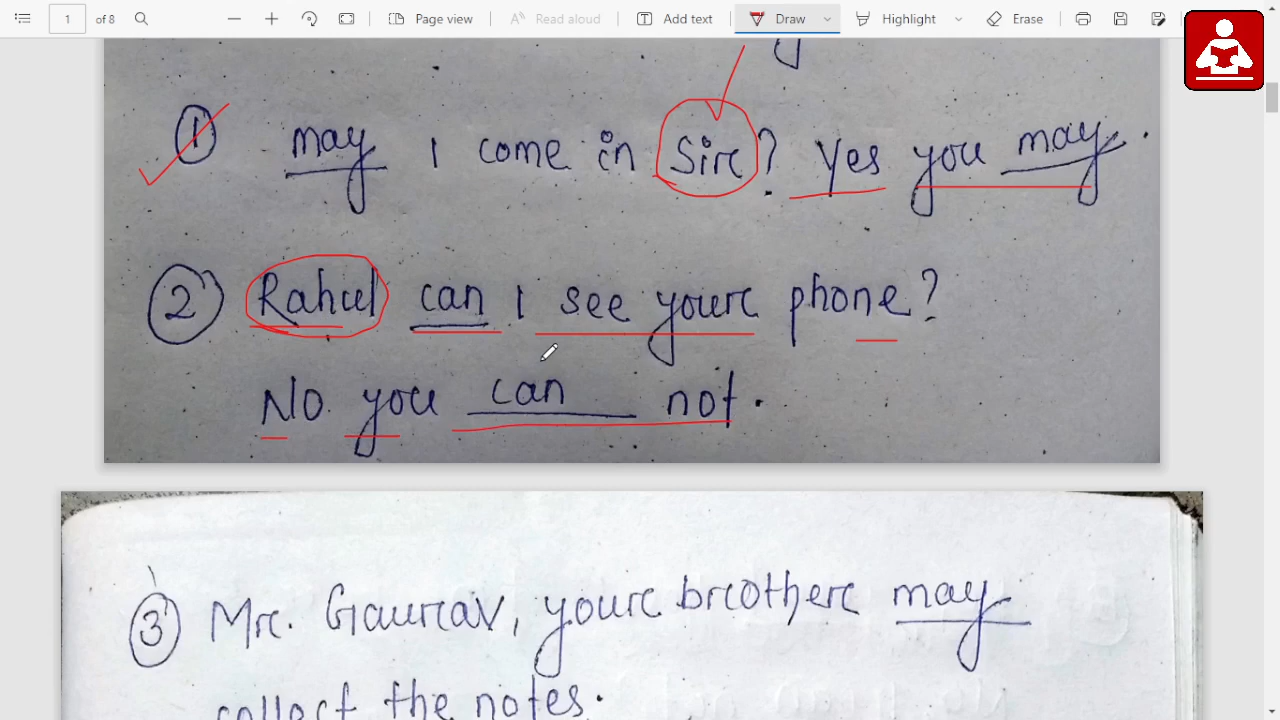 1 of 8 Page view Read aloud Add text Draw Highlight Erase
① may I come in Sir? Yes you may.
② Rahul can I see your phone?
No you can not.
③ Mr. Gaurav, your brother may
collect the notes.